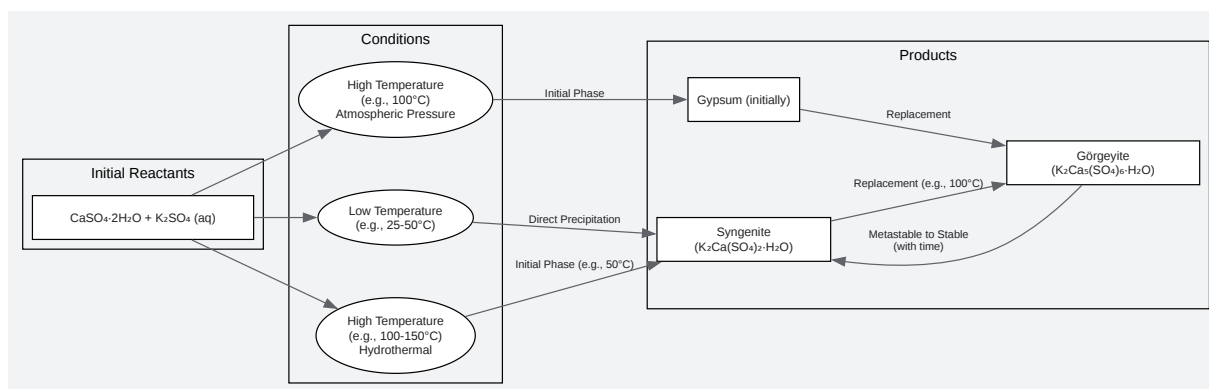 Conditions
High Temperature
(e.g., 100°C)
Atmospheric Pressure
Initial Phase
Products
Gypsum (initially)
Replacement
Görgeyite
(K₂Ca₅(SO₄)₆·H₂O)
Initial Reactants
CaSO₄·2H₂O + K₂SO₄ (aq)
Low Temperature
(e.g., 25-50°C)
Direct Precipitation
Replacement (e.g., 100°C)
Syngenite
(K₂Ca(SO₄)₂·H₂O)
Metastable to Stable
(with time)
Initial Phase (e.g., 50°C)
High Temperature
(e.g., 100-150°C)
Hydrothermal